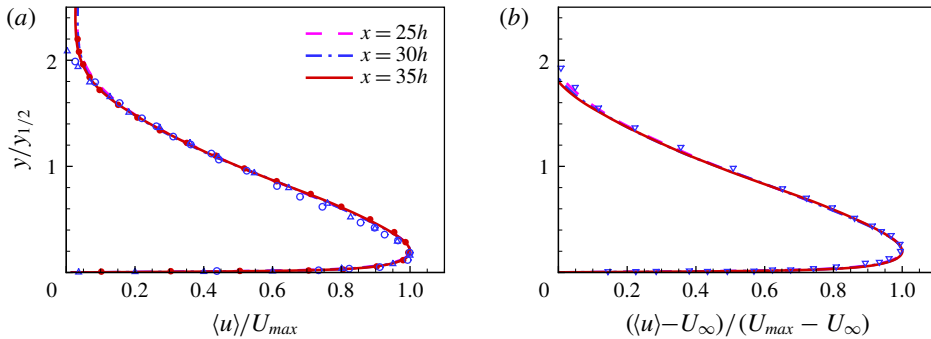 (a)
x = 25h
x = 30h
x = 35h
y/y1/2
2
1
0
0.2
0.4
0.6
0.8
1.0
⟨u⟩/Umax
(b)
2
1
0
0.2
0.4
0.6
0.8
1.0
(⟨u⟩−U∞)/(Umax − U∞)